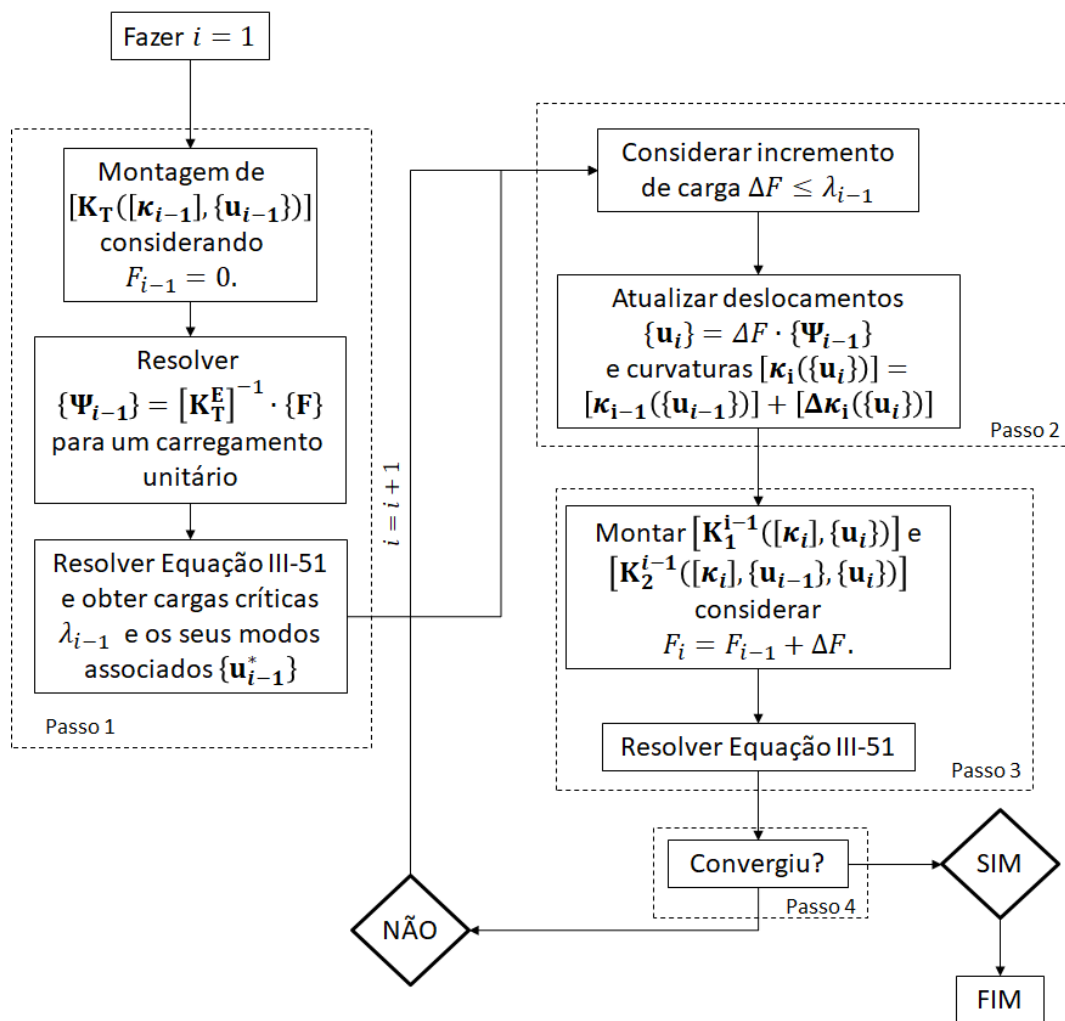 Fazer i = 1
Montagem de
[K_T([κ_{i−1}], {u_{i−1}})]
considerando
F_{i−1} = 0.
Resolver
{Ψ_{i−1}} = [K_T^E]^{−1} · {F}
para um carregamento
unitário
Resolver Equação III-51
e obter cargas críticas
λ_{i−1} e os seus modos
associados {u*_{i−1}}
Passo 1
i = i + 1
Considerar incremento
de carga ΔF ≤ λ_{i−1}
Atualizar deslocamentos
{u_i} = ΔF · {Ψ_{i−1}}
e curvaturas [κ_i({u_i})] =
[κ_{i−1}({u_{i−1}})] + [Δκ_i({u_i})]
Passo 2
Montar [K_1^{i−1}([κ_i], {u_i})] e
[K_2^{i−1}([κ_i], {u_{i−1}}, {u_i})]
considerar
F_i = F_{i−1} + ΔF.
Resolver Equação III-51
Passo 3
Convergiu?
Passo 4
SIM
NÃO
FIM